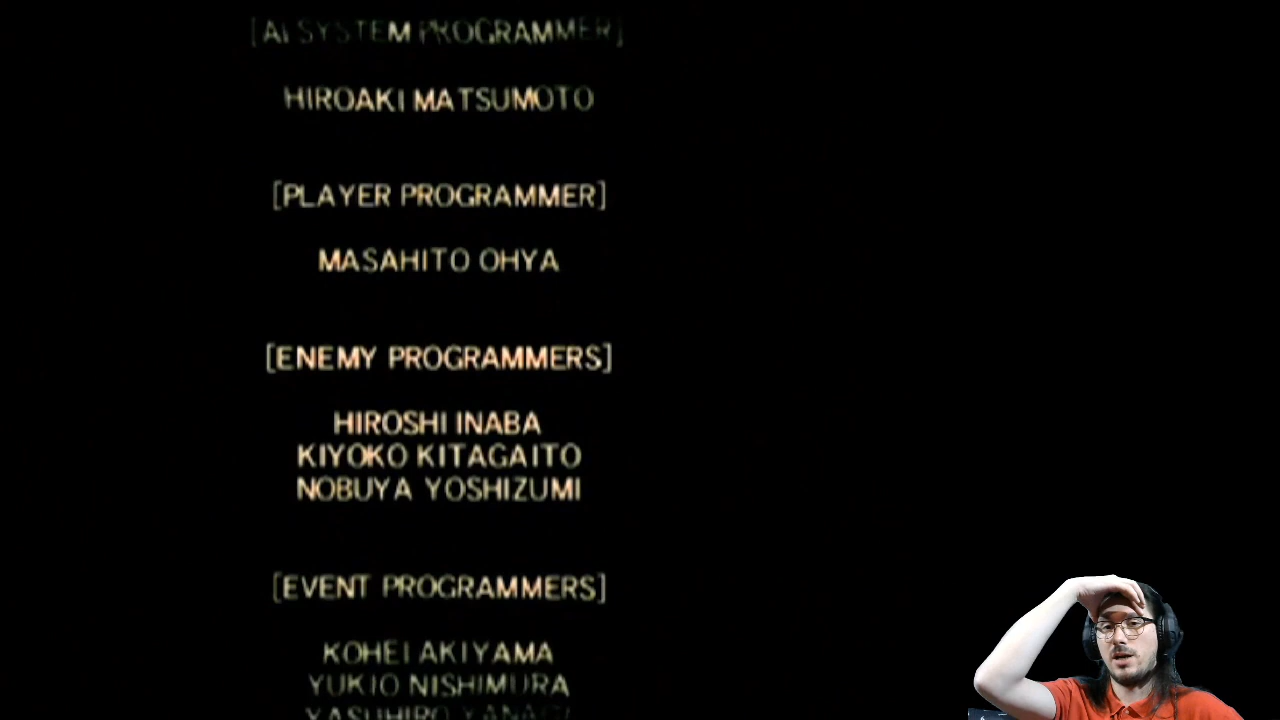 [AI SYSTEM PROGRAMMER]
HIROAKI MATSUMOTO
[PLAYER PROGRAMMER]
MASAHITO OHYA
[ENEMY PROGRAMMERS]
HIROSHI INABA
KIYOKO KITAGAITO
NOBUYA YOSHIZUMI
[EVENT PROGRAMMERS]
KOHEI AKIYAMA
YUKIO NISHIMURA
YASUHIRO